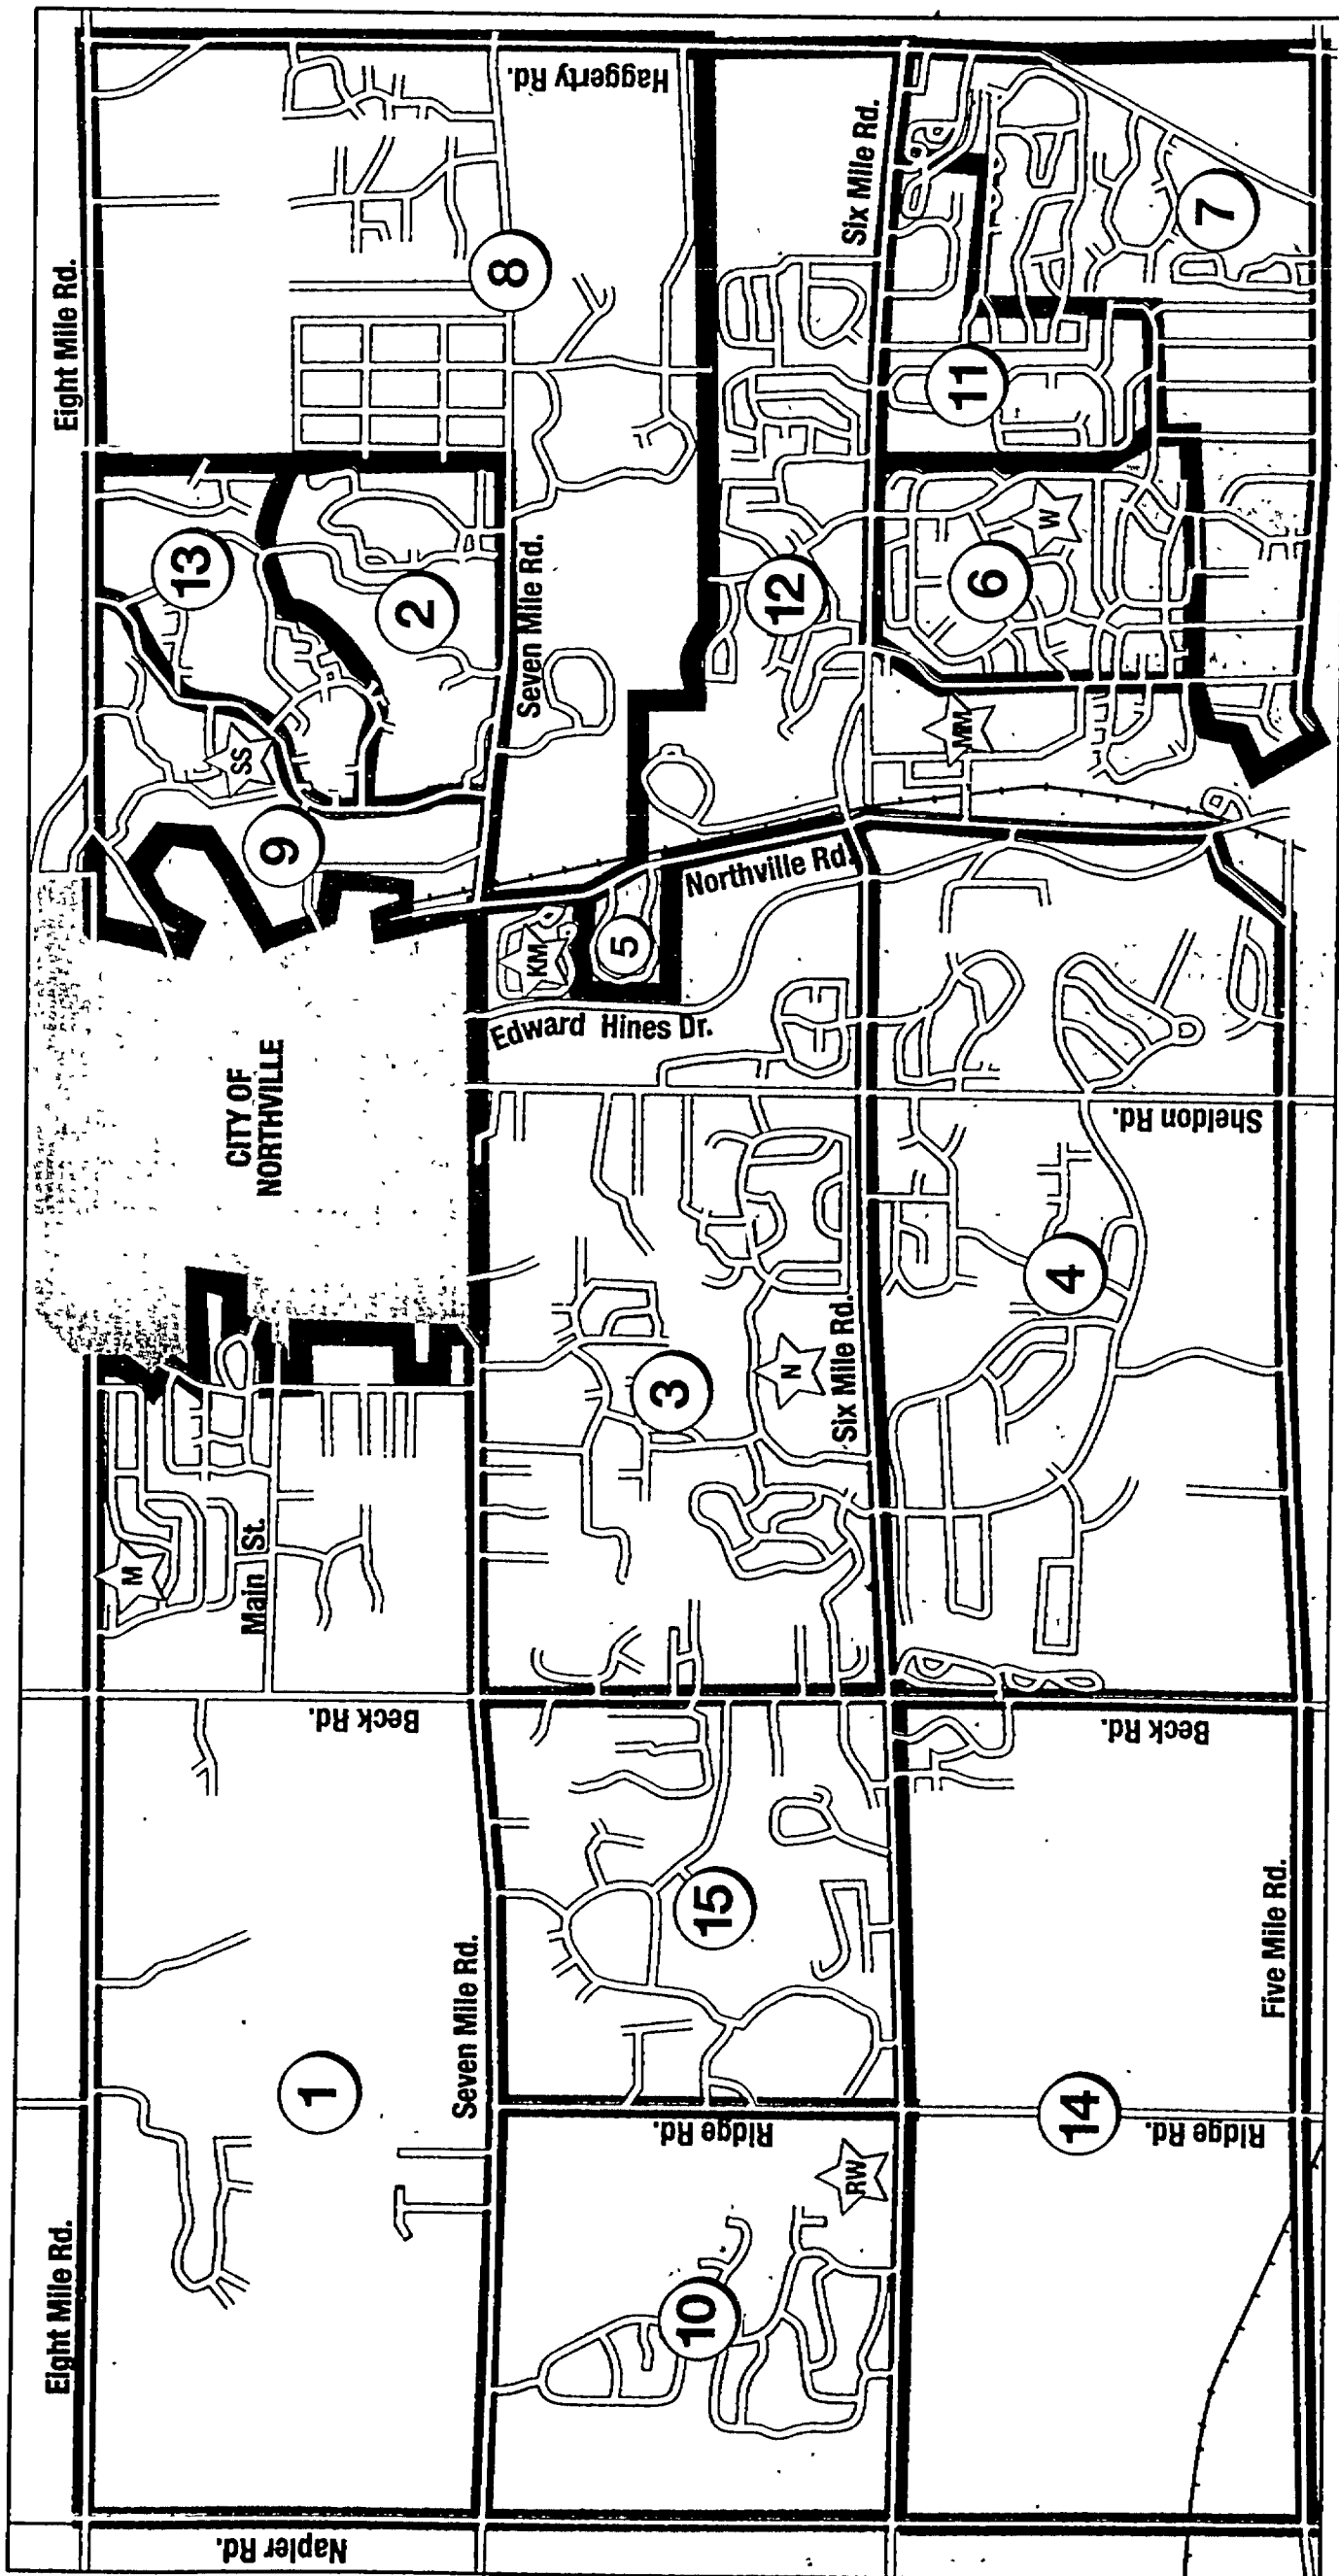 Eight Mile Rd.
Eight Mile Rd.
Napier Rd.
Beck Rd.
Main St.
M
CITY OF
NORTHVILLE
SS
9
13
2
8
Haggerty Rd.
1
Seven Mile Rd.
Seven Mile Rd.
KM
5
Edward Hines Dr.
Northville Rd.
10
RW
Ridge Rd.
15
3
N
Six Mile Rd.
Six Mile Rd.
12
14
Ridge Rd.
Beck Rd.
4
Sheldon Rd.
MM
6
W
11
7
Five Mile Rd.